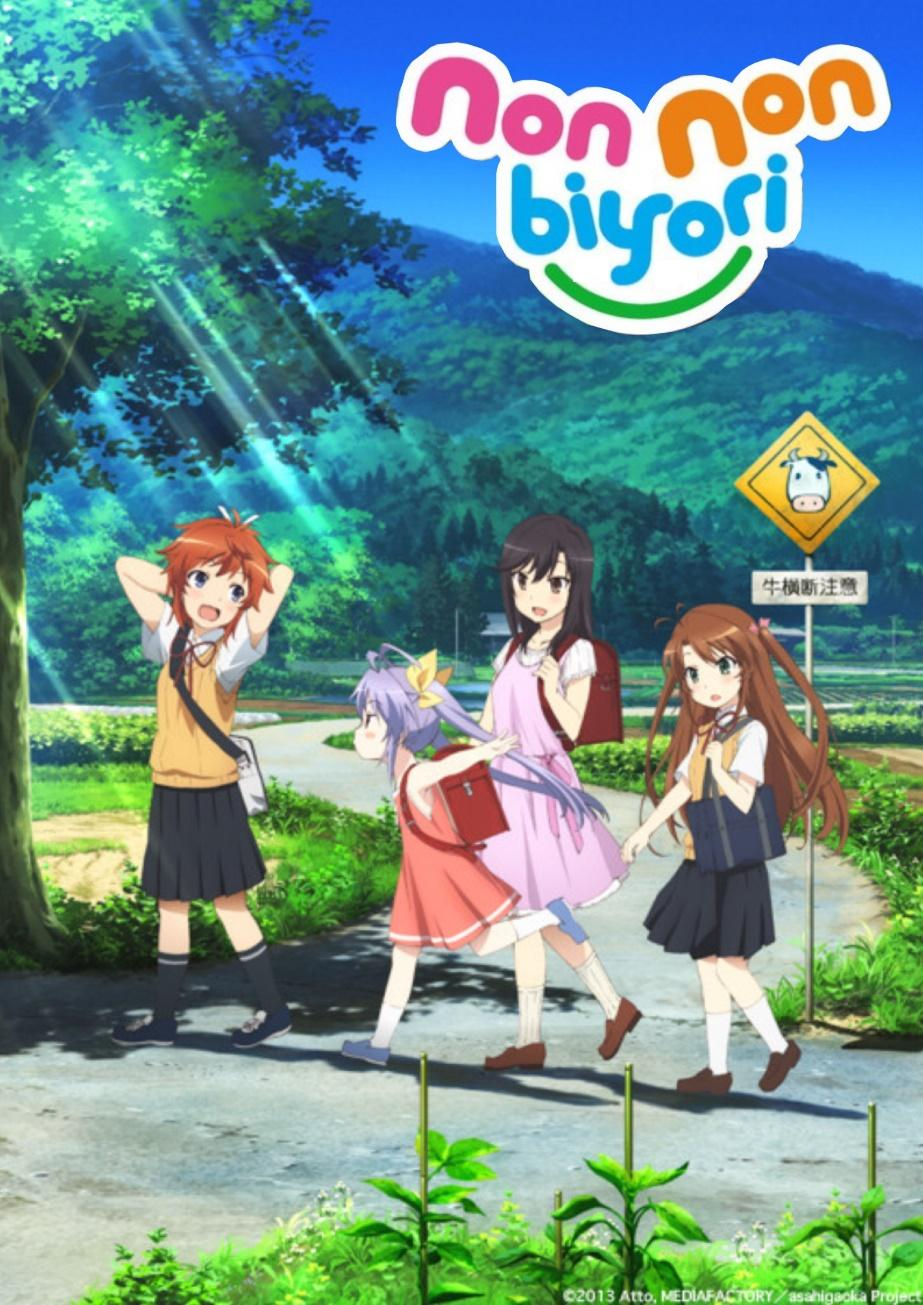 non non
biyori
牛横断注意
©2013 Atto, MEDIAFACTORY／asahigaoka Project